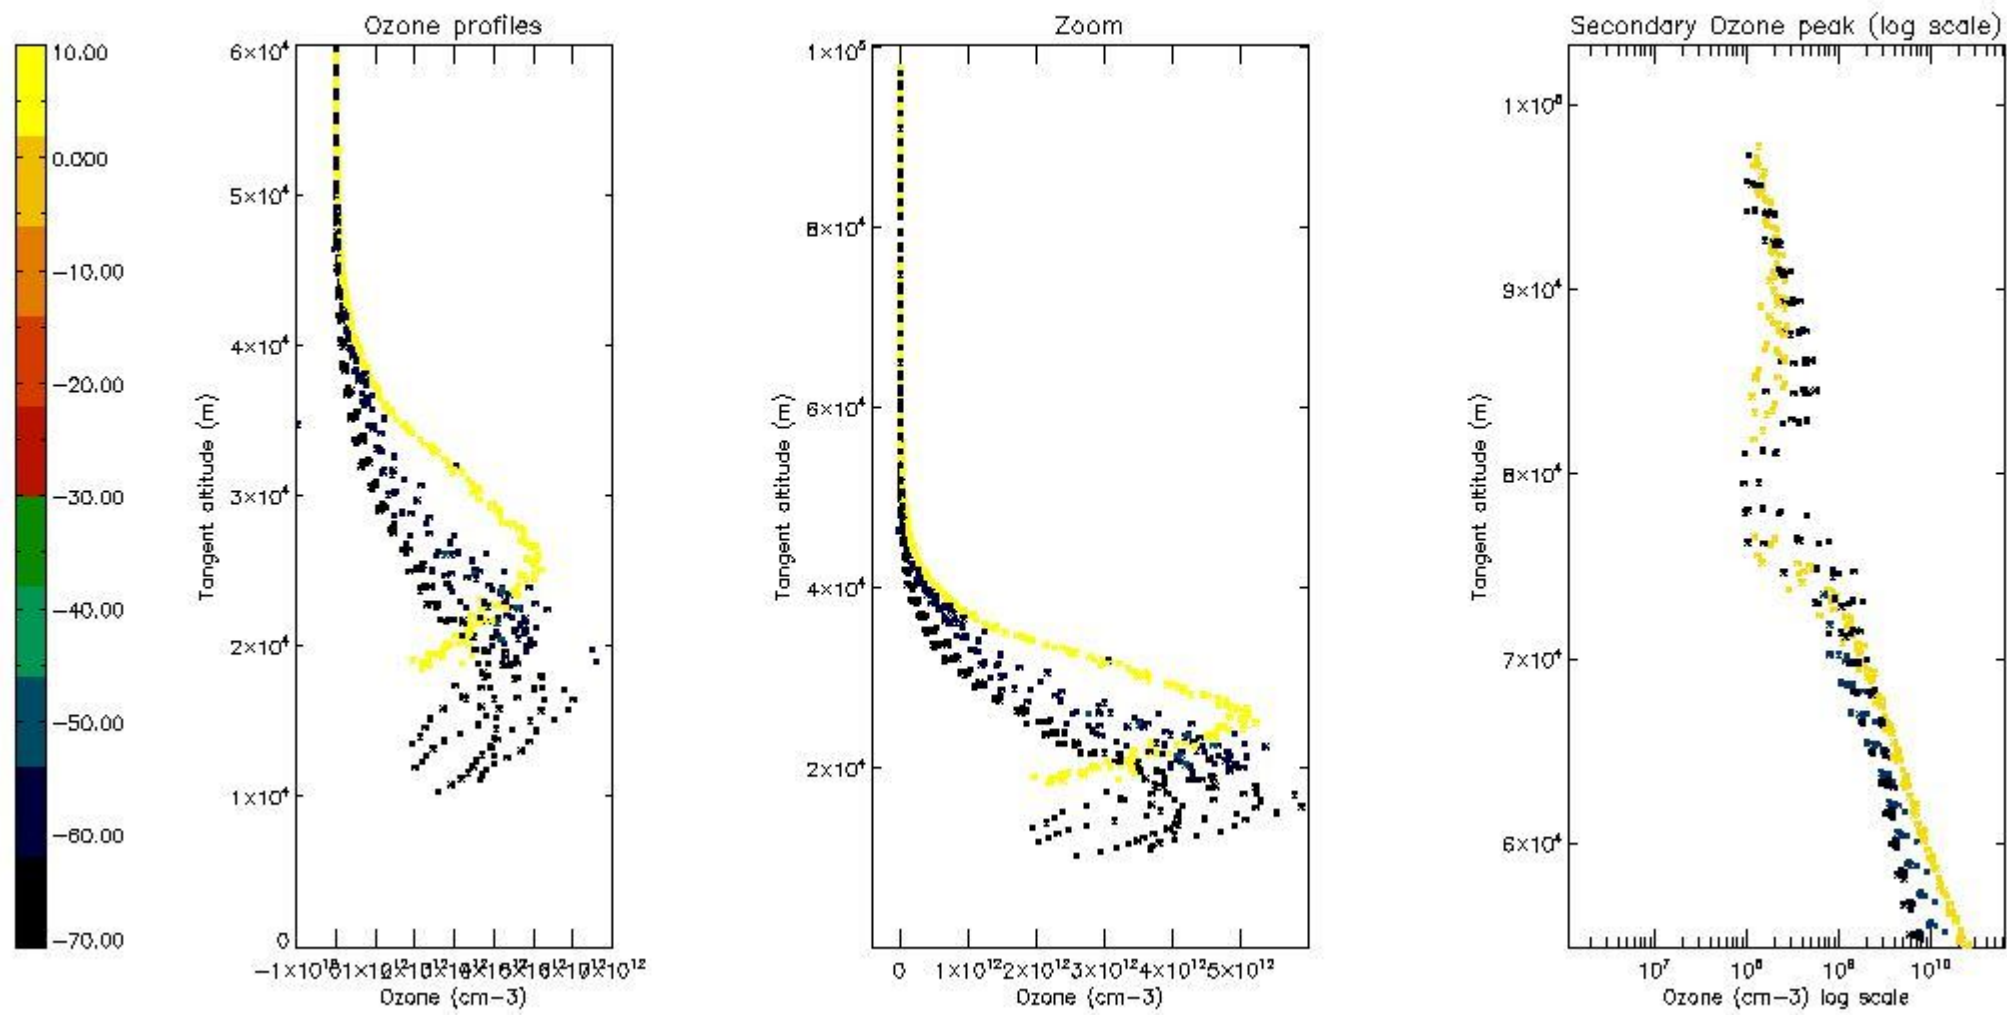 Ozone profiles
Zoom
Secondary Ozone peak (log scale)
10.00
0.000
−10.00
−20.00
−30.00
−40.00
−50.00
−60.00
−70.00
6×10⁴
5×10⁴
4×10⁴
3×10⁴
2×10⁴
1×10⁴
0
Tangent altitude (m)
Ozone (cm−3)
1×10⁵
8×10⁴
6×10⁴
4×10⁴
2×10⁴
Tangent altitude (m)
0 1×10¹² 2×10¹² 3×10¹² 4×10¹² 5×10¹²
Ozone (cm−3)
9×10⁴
8×10⁴
7×10⁴
6×10⁴
Tangent altitude (m)
10⁷ 10⁸ 10⁹ 10¹⁰
Ozone (cm−3) log scale